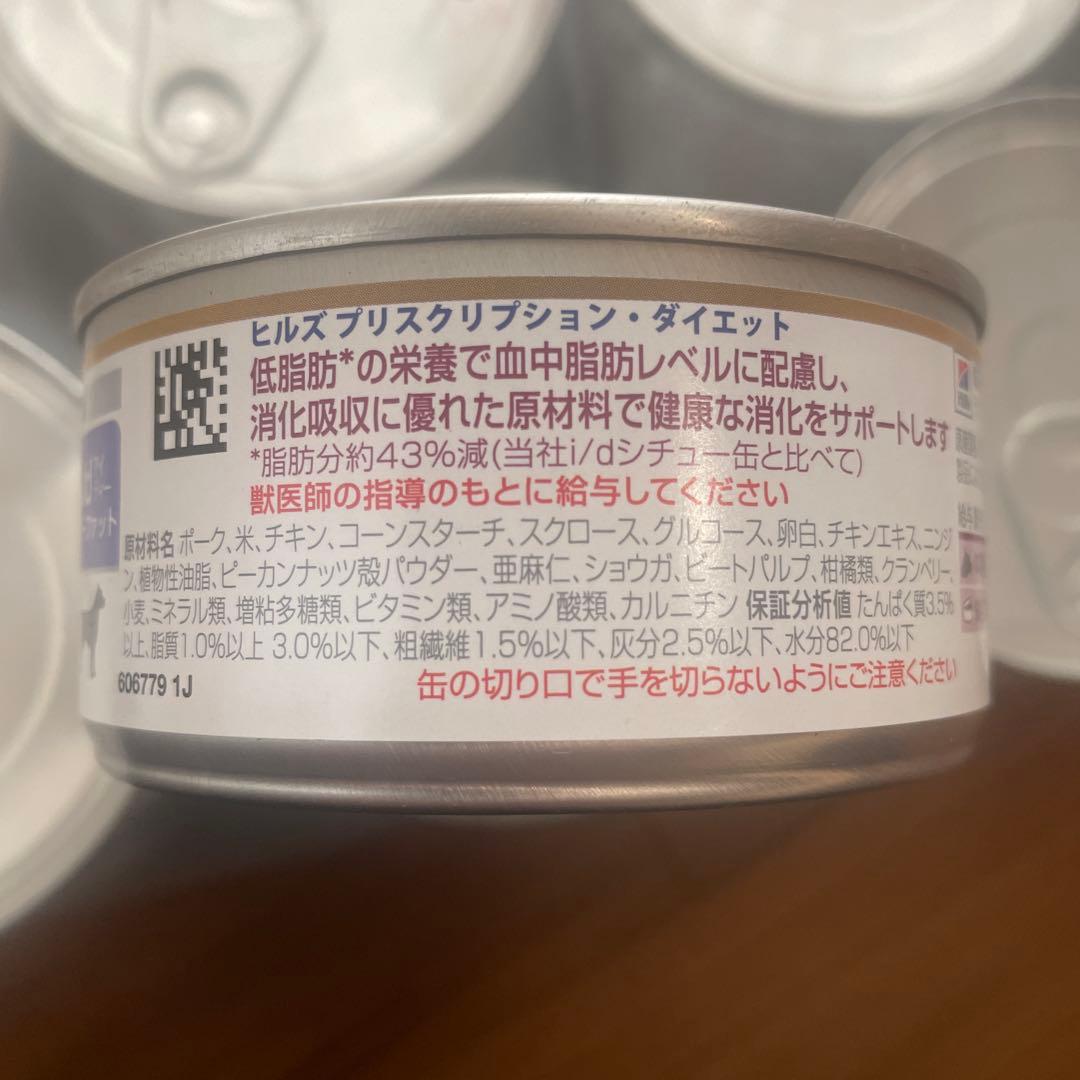 ヒルズ プリスクリプション・ダイエット
低脂肪*の栄養で血中脂肪レベルに配慮し、
消化吸収に優れた原材料で健康な消化をサポートします
*脂肪分約43%減(当社i/dシチュー缶と比べて)
獣医師の指導のもとに給与してください
原材料名 ポーク、米、チキン、コーンスターチ、スクロース、グルコース、卵白、チキンエキス、ニンジ
ン、植物性油脂、ピーカンナッツ殻パウダー、亜麻仁、ショウガ、ビートパルプ、柑橘類、クランベリー、
小麦、ミネラル類、増粘多糖類、ビタミン類、アミノ酸類、カルニチン 保証分析値 たんぱく質3.5%
以上、脂質1.0%以上 3.0%以下、粗繊維1.5%以下、灰分2.5%以下、水分82.0%以下
606779 1J
缶の切り口で手を切らないようにご注意ください